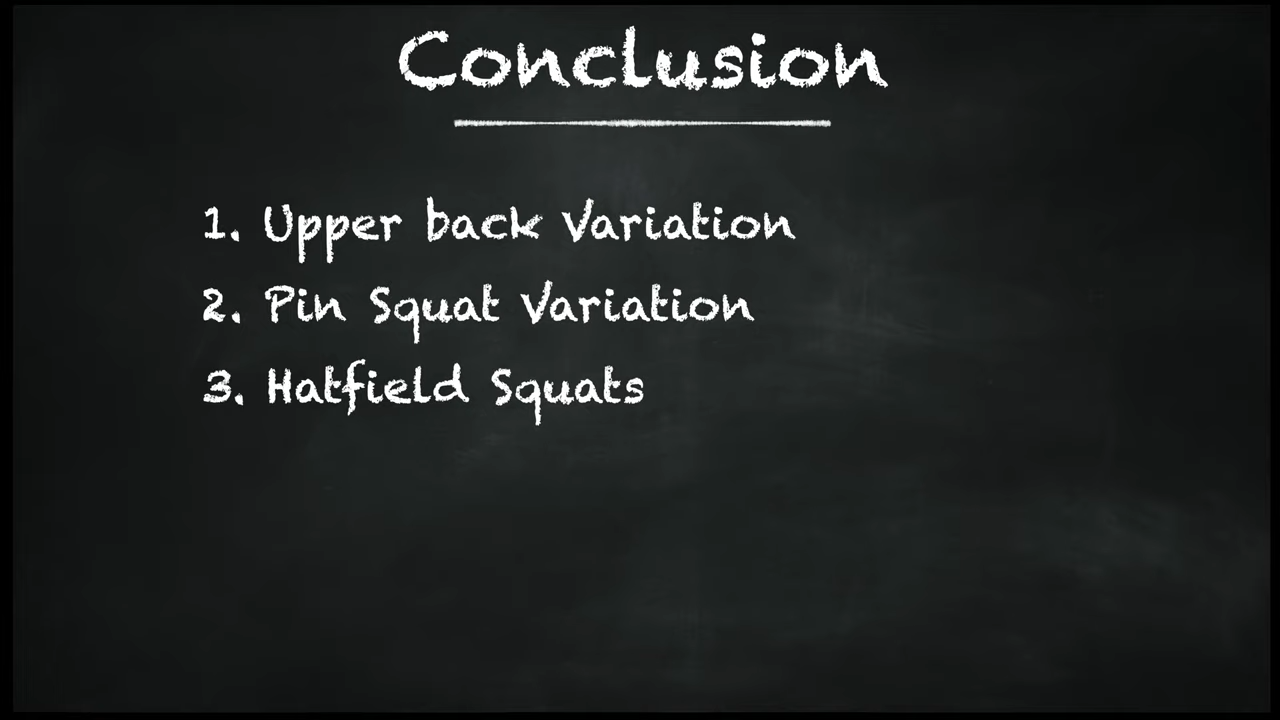 Conclusion
1. Upper back Variation
2. Pin Squat Variation
3. Hatfield Squats